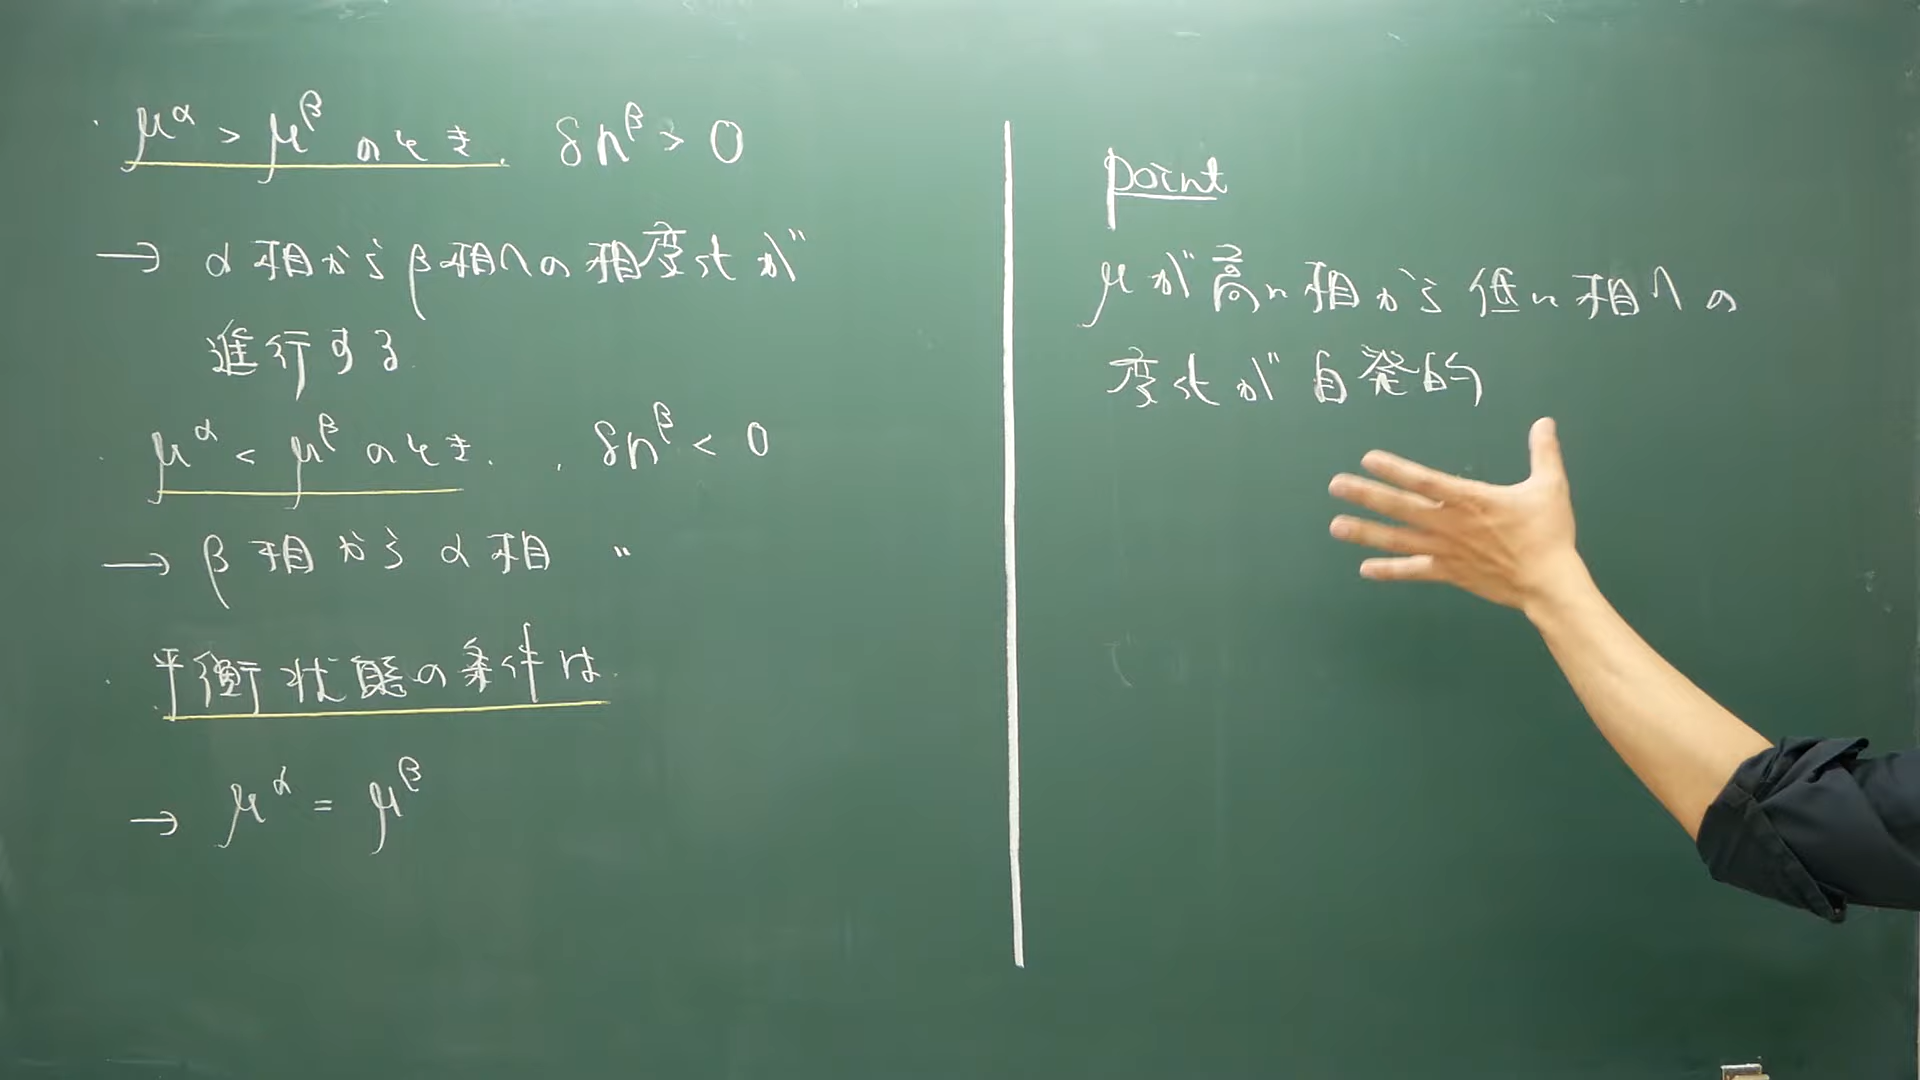 ・μ^α > μ^β のとき. δn^β > 0
→ α相からβ相への相変化が
進行する.
・μ^α < μ^β のとき. . δn^β < 0
→ β相からα相 〃
・平衡状態の条件は.
→ μ^α = μ^β
point
μが高い相から低い相への
変化が自発的